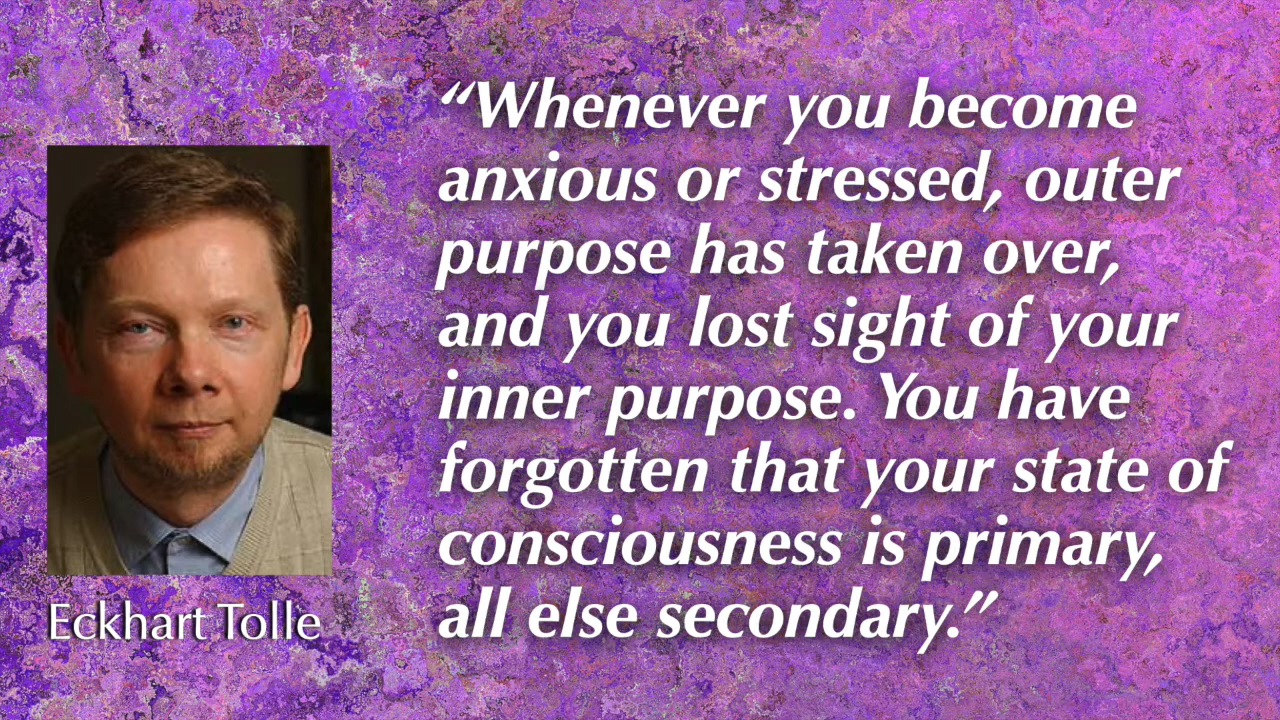 “Whenever you become
anxious or stressed, outer
purpose has taken over,
and you lost sight of your
inner purpose. You have
forgotten that your state of
consciousness is primary,
all else secondary.”
Eckhart Tolle